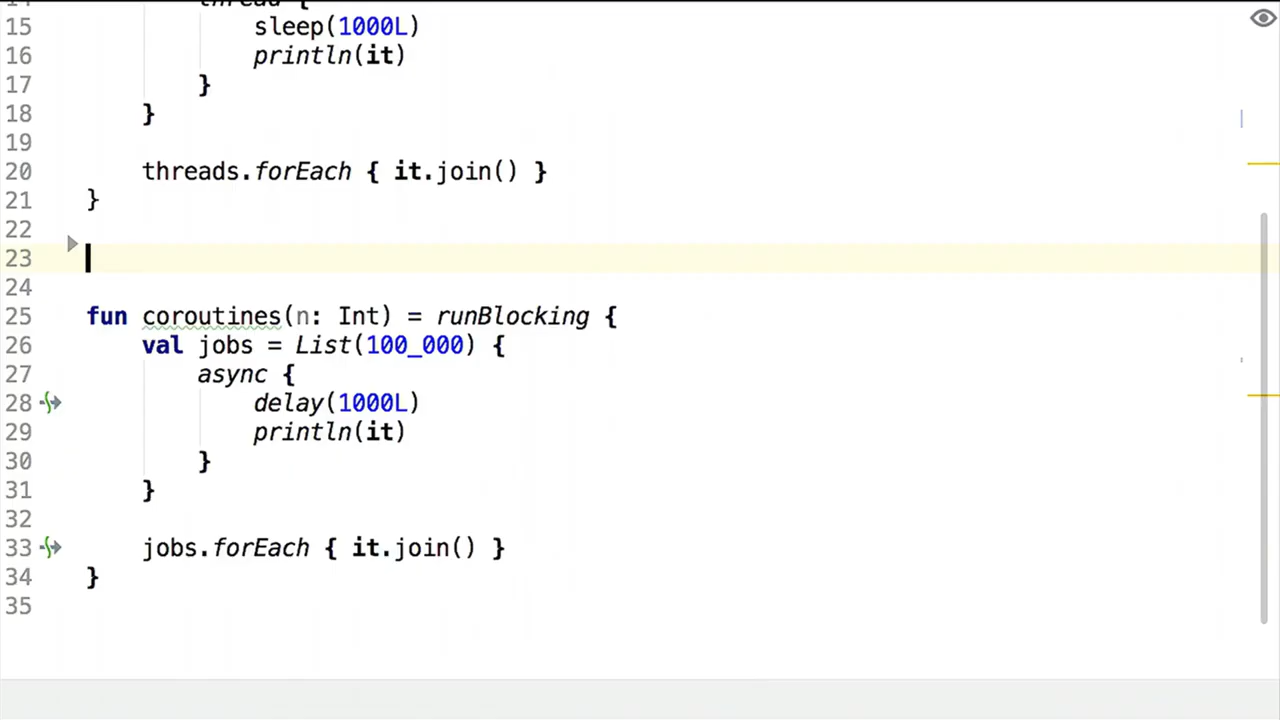 14 thread {
15 sleep(1000L)
16 println(it)
17 }
18 }
19
20 threads.forEach { it.join() }
21 }
22
23
24
25 fun coroutines(n: Int) = runBlocking {
26 val jobs = List(100_000) {
27 async {
28 delay(1000L)
29 println(it)
30 }
31 }
32
33 jobs.forEach { it.join() }
34 }
35